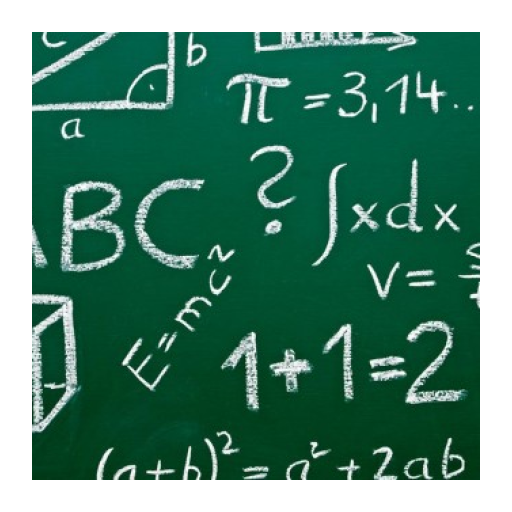 c
b
a
π =3,14..
?
ABC
∫xdx
v= s/t
E=mc²
1+1=2
(a+b)²=a²+2ab